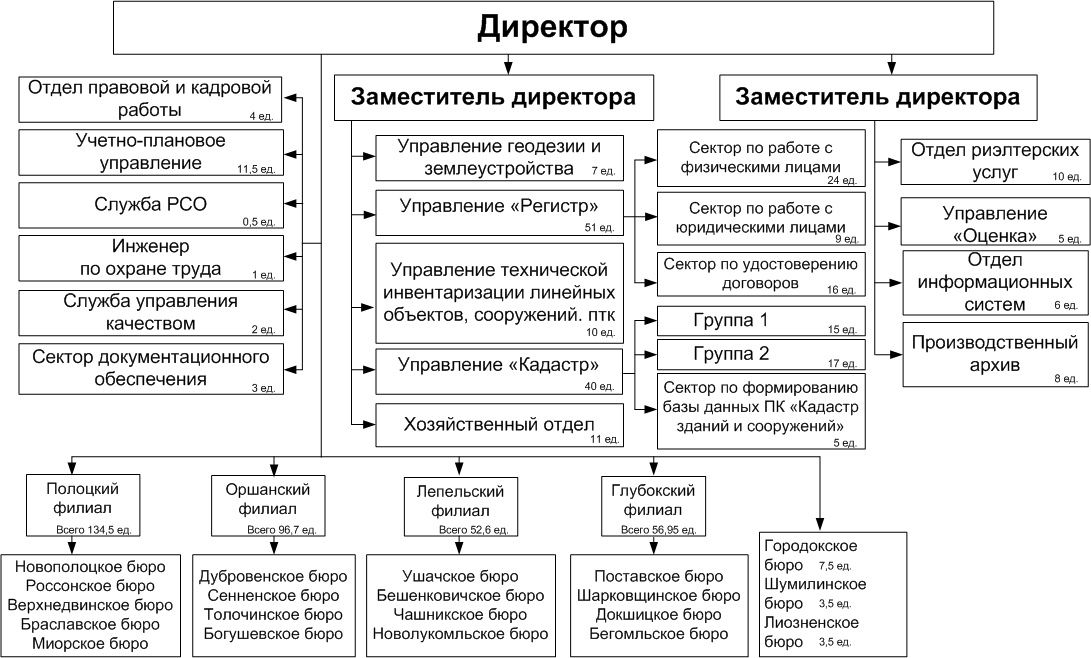 Директор
Отдел правовой и кадровой
работы
4 ед.
Учетно-плановое
управление
11,5 ед.
Служба РСО
0,5 ед.
Инженер
по охране труда
1 ед.
Служба управления
качеством
2 ед.
Сектор документационного
обеспечения
3 ед.
Заместитель директора
Управление геодезии и
землеустройства
7 ед.
Управление «Регистр»
51 ед.
Управление технической
инвентаризации линейных
объектов, сооружений. птк
10 ед.
Управление «Кадастр»
40 ед.
Хозяйственный отдел
11 ед.
Сектор по работе с
физическими лицами
24 ед.
Сектор по работе с
юридическими лицами
9 ед.
Сектор по удостоверению
договоров
16 ед.
Группа 1
15 ед.
Группа 2
17 ед.
Сектор по формированию
базы данных ПК «Кадастр
зданий и сооружений»
5 ед.
Заместитель директора
Отдел риэлтерских
услуг
10 ед.
Управление
«Оценка»
5 ед.
Отдел
информационных
систем
6 ед.
Производственный
архив
8 ед.
Полоцкий
филиал
Всего 134,5 ед.
Новополоцкое бюро
Россонское бюро
Верхнедвинское бюро
Браславское бюро
Миорское бюро
Оршанский
филиал
Всего 96,7 ед.
Дубровенское бюро
Сенненское бюро
Толочинское бюро
Богушевское бюро
Лепельский
филиал
Всего 52,6 ед.
Ушачское бюро
Бешенковичское бюро
Чашникское бюро
Новолукомльское бюро
Глубокский
филиал
Всего 56,95 ед.
Поставское бюро
Шарковщинское бюро
Докшицкое бюро
Бегомльское бюро
Городокское
бюро 7,5 ед.
Шумилинское
бюро 3,5 ед.
Лиозненское
бюро 3,5 ед.